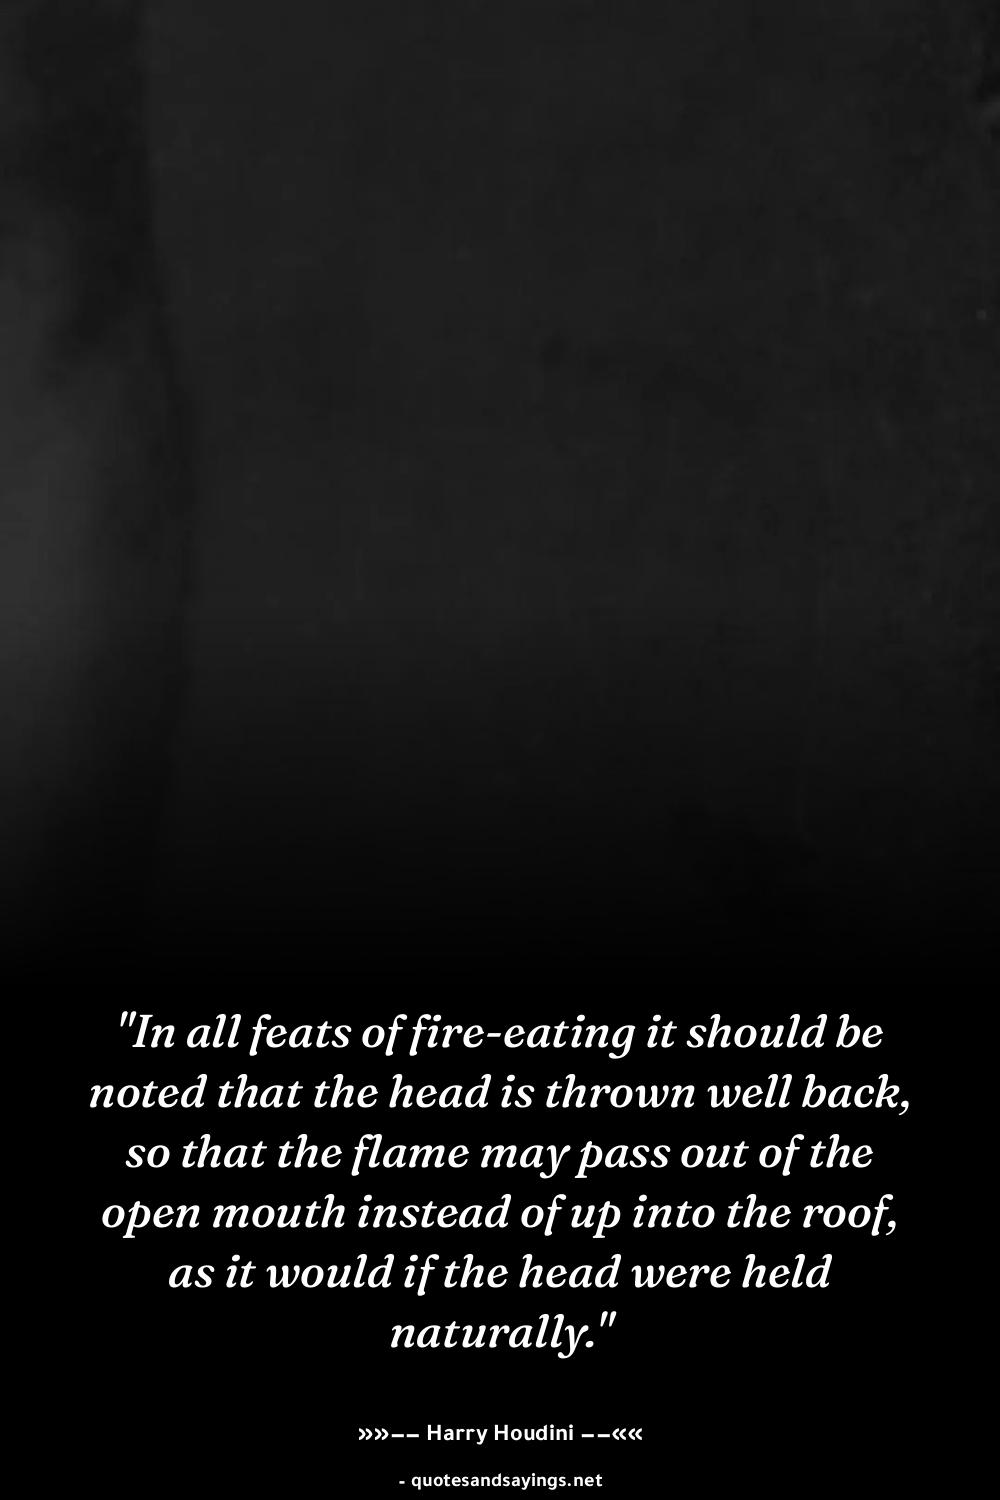 "In all feats of fire-eating it should be
noted that the head is thrown well back,
so that the flame may pass out of the
open mouth instead of up into the roof,
as it would if the head were held
naturally."
»»–– Harry Houdini ––««
- quotesandsayings.net